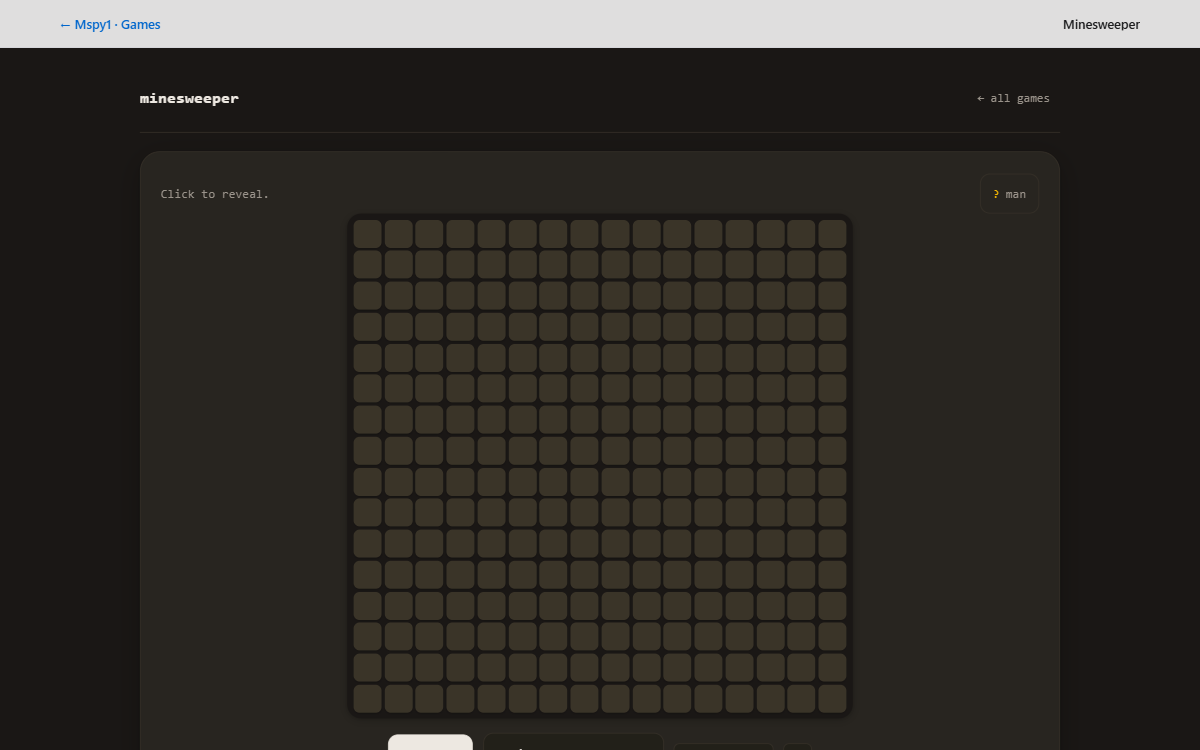 ← Mspy1 · Games
Minesweeper
minesweeper
← all games
Click to reveal.
? man